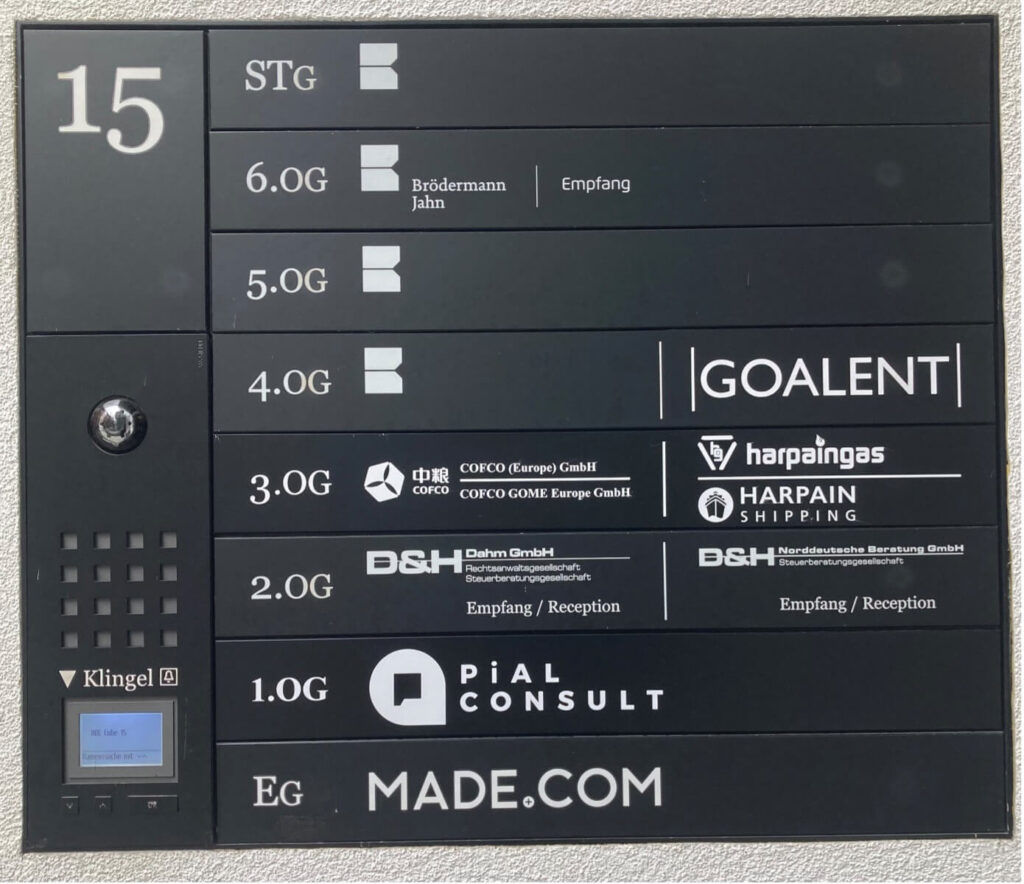 15
STG
6.OG
Brödermann
Jahn
Empfang
5.OG
4.OG
|GOALENT|
3.OG
中粮
COFCO
COFCO (Europe) GmbH
COFCO GOME Europe GmbH
hg harpaingas
HARPAIN
SHIPPING
2.OG
D&H
Dahm GmbH
Rechtsanwaltsgesellschaft
Steuerberatungsgesellschaft
Empfang / Reception
D&H
Norddeutsche Beratung GmbH
Steuerberatungsgesellschaft
Empfang / Reception
1.OG
PiAL
CONSULT
EG
MADE.COM
Klingel